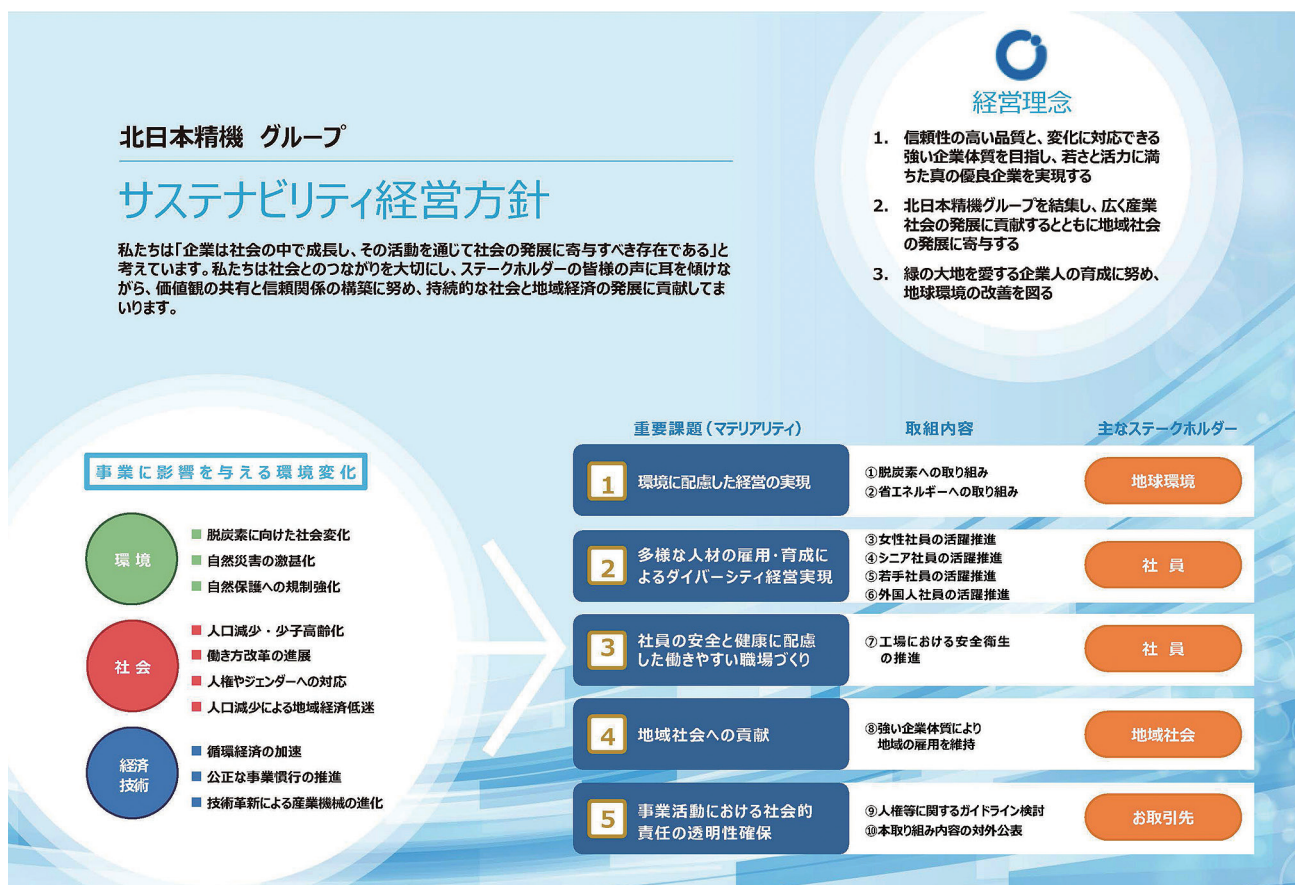 北日本精機 グループ
サステナビリティ経営方針
私たちは「企業は社会の中で成長し、その活動を通じて社会の発展に寄与すべき存在である」と
考えています。私たちは社会とのつながりを大切にし、ステークホルダーの皆様の声に耳を傾けな
がら、価値観の共有と信頼関係の構築に努め、持続的な社会と地域経済の発展に貢献してま
いります。
経営理念
1. 信頼性の高い品質と、変化に対応できる
強い企業体質を目指し、若さと活力に満
ちた真の優良企業を実現する
2. 北日本精機グループを結集し、広く産業
社会の発展に貢献するとともに地域社会
の発展に寄与する
3. 緑の大地を愛する企業人の育成に努め、
地球環境の改善を図る
事業に影響を与える環境変化
環境
■ 脱炭素に向けた社会変化
■ 自然災害の激甚化
■ 自然保護への規制強化
社会
■ 人口減少・少子高齢化
■ 働き方改革の進展
■ 人権やジェンダーへの対応
■ 人口減少による地域経済低迷
経済
技術
■ 循環経済の加速
■ 公正な事業慣行の推進
■ 技術革新による産業機械の進化
重要課題(マテリアリティ) 取組内容 主なステークホルダー
1 環境に配慮した経営の実現
①脱炭素への取り組み
②省エネルギーへの取り組み
地球環境
2 多様な人材の雇用・育成に
よるダイバーシティ経営実現
③女性社員の活躍推進
④シニア社員の活躍推進
⑤若手社員の活躍推進
⑥外国人社員の活躍推進
社員
3 社員の安全と健康に配慮
した働きやすい職場づくり
⑦工場における安全衛生
の推進
社員
4 地域社会への貢献
⑧強い企業体質により
地域の雇用を維持
地域社会
5 事業活動における社会的
責任の透明性確保
⑨人権等に関するガイドライン検討
⑩本取り組み内容の対外公表
お取引先